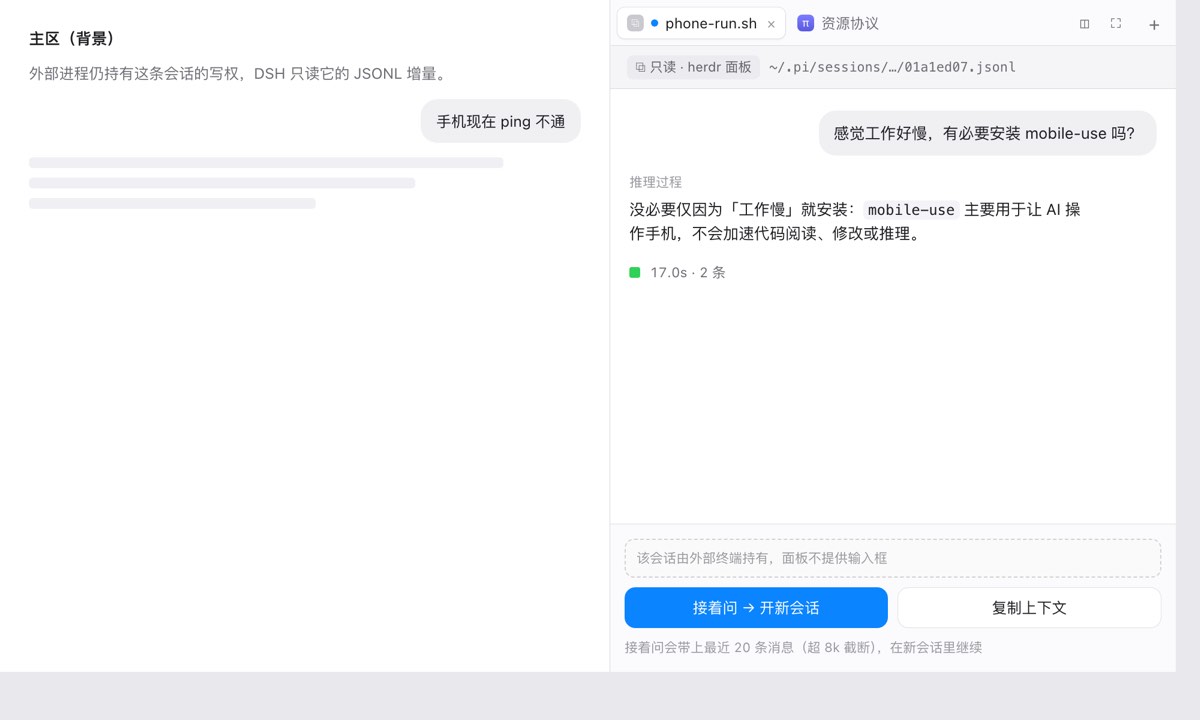 主区（背景）
外部进程仍持有这条会话的写权，DSH 只读它的 JSONL 增量。
手机现在 ping 不通
phone-run.sh ×
π 资源协议
只读 · herdr 面板 ~/.pi/sessions/…/01a1ed07.jsonl
感觉工作好慢，有必要安装 mobile-use 吗？
推理过程
没必要仅因为「工作慢」就安装：mobile-use 主要用于让 AI 操
作手机，不会加速代码阅读、修改或推理。
17.0s · 2 条
该会话由外部终端持有，面板不提供输入框
接着问 → 开新会话
复制上下文
接着问会带上最近 20 条消息（超 8k 截断），在新会话里继续